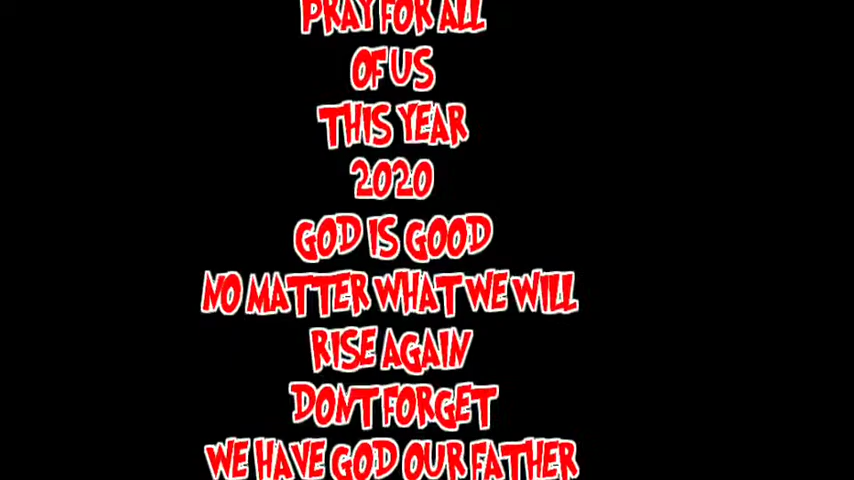 PRAY FOR ALL
OF US
THIS YEAR
2020
GOD IS GOOD
NO MATTER WHAT WE WILL
RISE AGAIN
DONT FORGET
WE HAVE GOD OUR FATHER